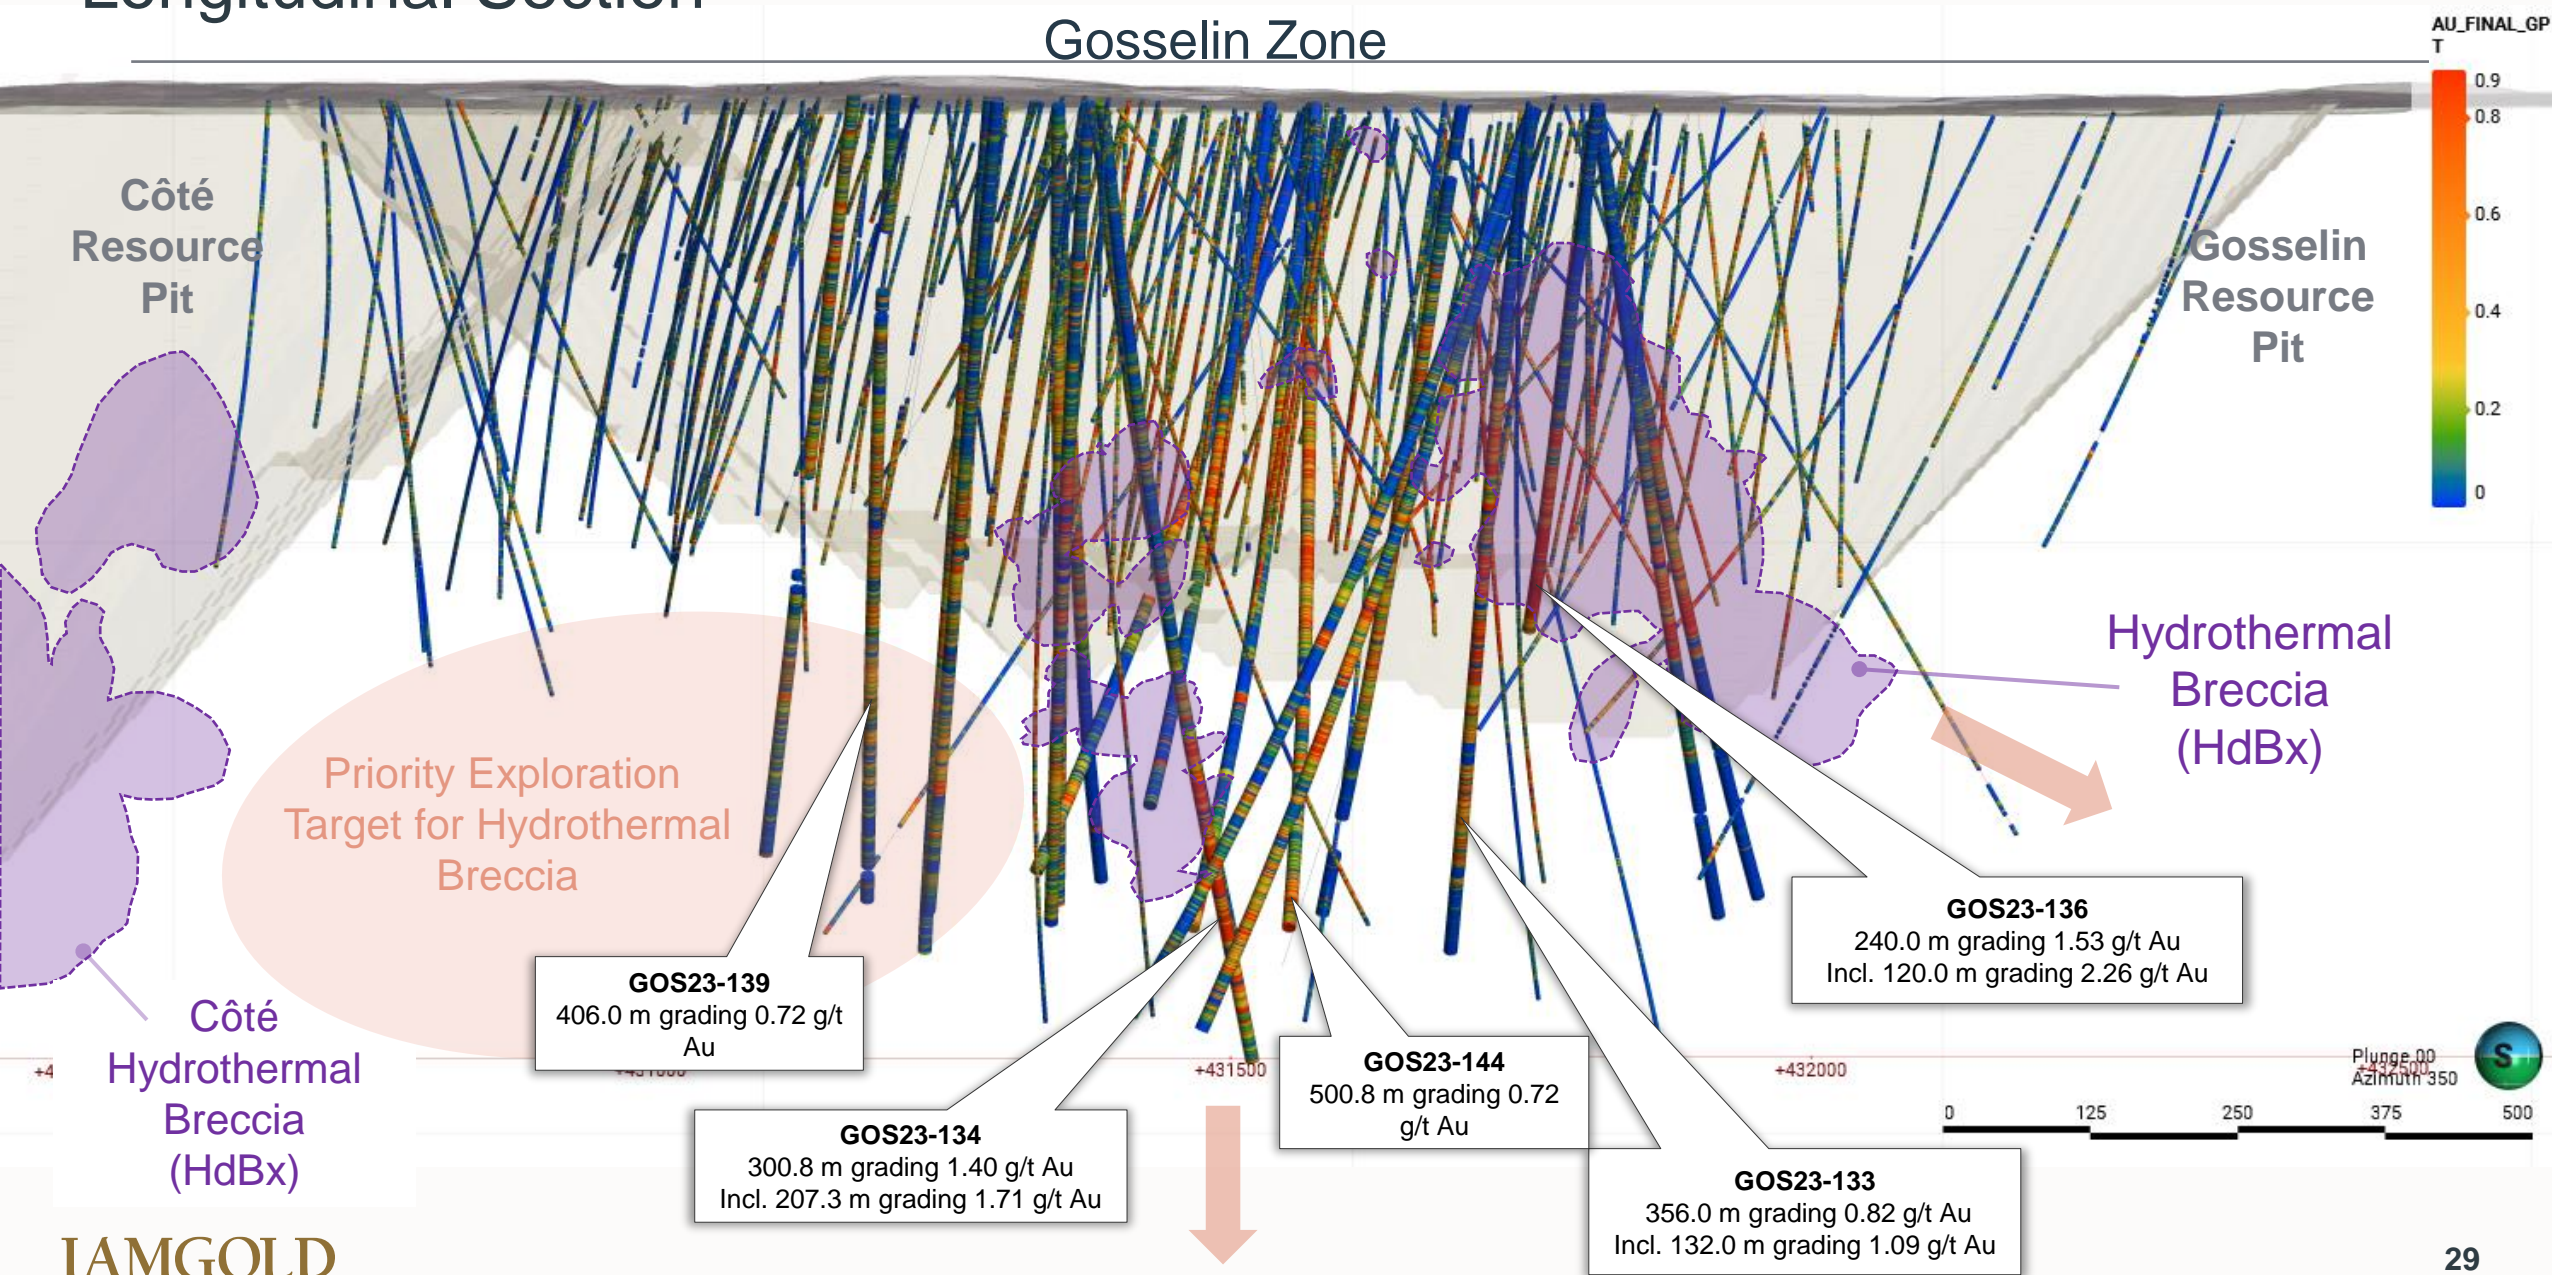 Longitudinal Section
Gosselin Zone
AU_FINAL_GP
T
0.9
0.8
0.6
0.4
0.2
0
Côté
Resource
Pit
Gosselin
Resource
Pit
Hydrothermal
Breccia
(HdBx)
Priority Exploration
Target for Hydrothermal
Breccia
GOS23-136
240.0 m grading 1.53 g/t Au
Incl. 120.0 m grading 2.26 g/t Au
GOS23-139
406.0 m grading 0.72 g/t
Au
Côté
Hydrothermal
Breccia
(HdBx)
GOS23-144
500.8 m grading 0.72
g/t Au
GOS23-134
300.8 m grading 1.40 g/t Au
Incl. 207.3 m grading 1.71 g/t Au
GOS23-133
356.0 m grading 0.82 g/t Au
Incl. 132.0 m grading 1.09 g/t Au
+4
+431000
+431500
+432000
+432500
Plunge 00
Azimuth 350
S
0 125 250 375 500
IAMGOLD
29